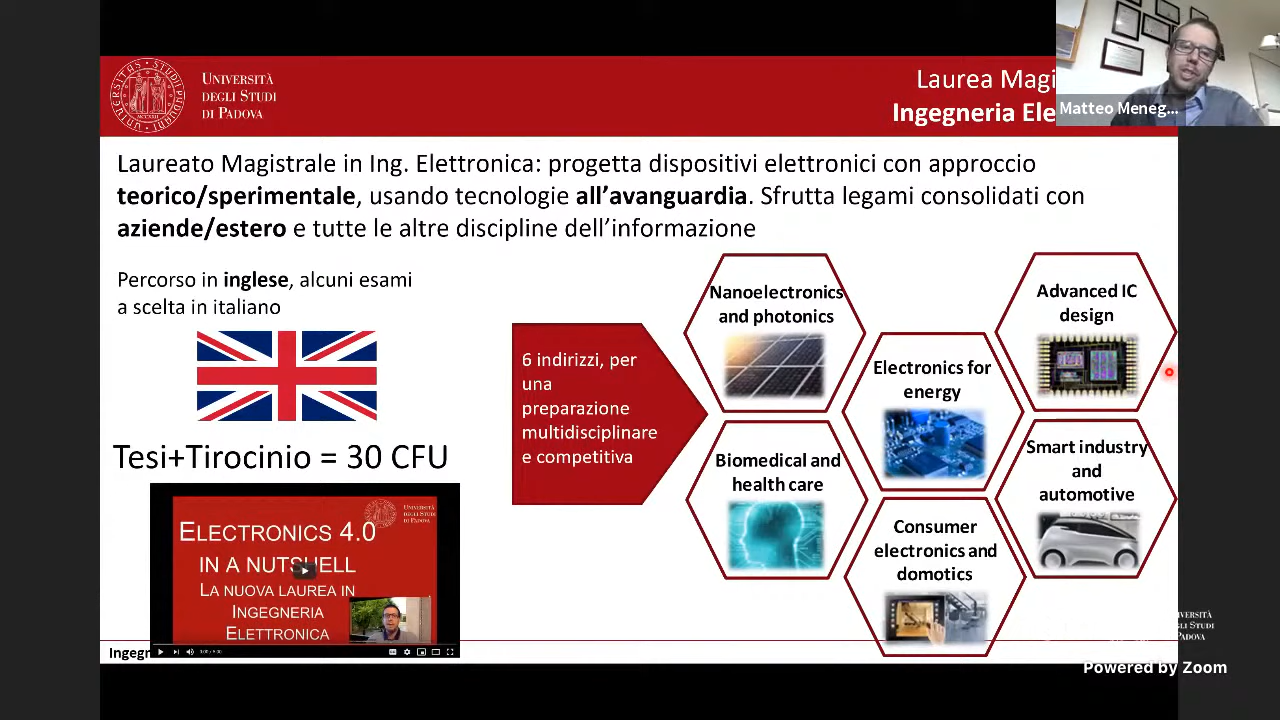 UNIVERSITÀ
DEGLI STUDI
DI PADOVA
Laurea Magi
Ingegneria Ele
Matteo Meneg...
Laureato Magistrale in Ing. Elettronica: progetta dispositivi elettronici con approccio
teorico/sperimentale, usando tecnologie all'avanguardia. Sfrutta legami consolidati con
aziende/estero e tutte le altre discipline dell'informazione
Percorso in inglese, alcuni esami
a scelta in italiano
Tesi+Tirocinio = 30 CFU
ELECTRONICS 4.0
IN A NUTSHELL
LA NUOVA LAUREA IN
INGEGNERIA
ELETTRONICA
UNIVERSITÀ
DEGLI STUDI
DI PADOVA
6 indirizzi, per
una
preparazione
multidisciplinare
e competitiva
Nanoelectronics
and photonics
Biomedical and
health care
Electronics for
energy
Consumer
electronics and
domotics
Advanced IC
design
Smart industry
and
automotive
Ingegn
UNIVERSITÀ
GLI STUDI
PADOVA
Powered by Zoom